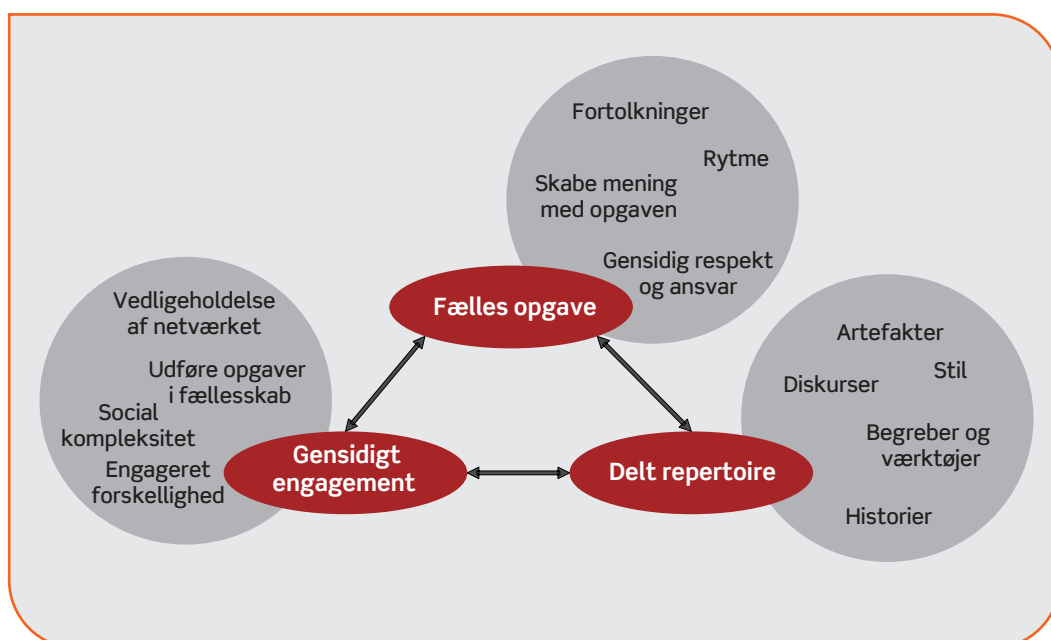 Fortolkninger
Rytme
Skabe mening
med opgaven
Gensidig respekt
og ansvar
Fælles opgave
Vedligeholdelse
af netværket
Udføre opgaver
i fællesskab
Social
kompleksitet
Engageret
forskellighed
Gensidigt
engagement
Artefakter
Stil
Diskurser
Begreber og
værktøjer
Historier
Delt repertoire